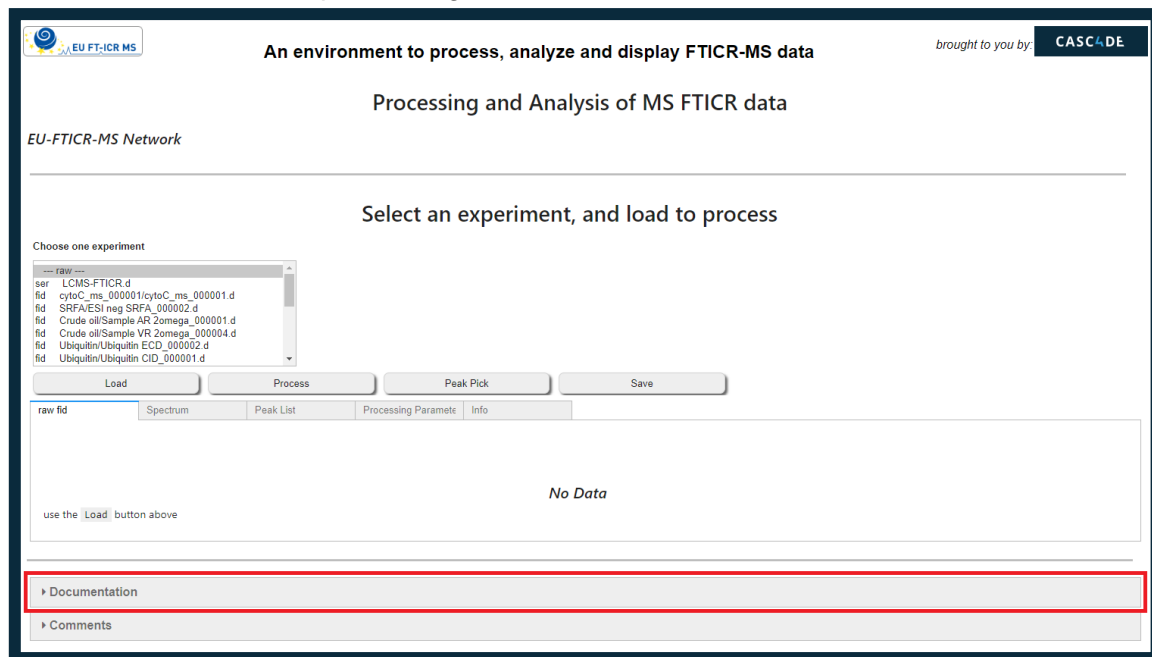 EU FT-ICR MS
An environment to process, analyze and display FTICR-MS data
brought to you by:
CASC4DE
Processing and Analysis of MS FTICR data
EU-FTICR-MS Network
Select an experiment, and load to process
Choose one experiment
--- raw ---
ser LCMS-FTICR.d
fid cytoC_ms_000001/cytoC_ms_000001.d
fid SRFA/ESI neg SRFA_000002.d
fid Crude oil/Sample AR 2omega_000001.d
fid Crude oil/Sample VR 2omega_000004.d
fid Ubiquitin/Ubiquitin ECD_000002.d
fid Ubiquitin/Ubiquitin CID_000001.d
Load Process Peak Pick Save
raw fid Spectrum Peak List Processing Paramete Info
No Data
use the Load button above
Documentation
Comments